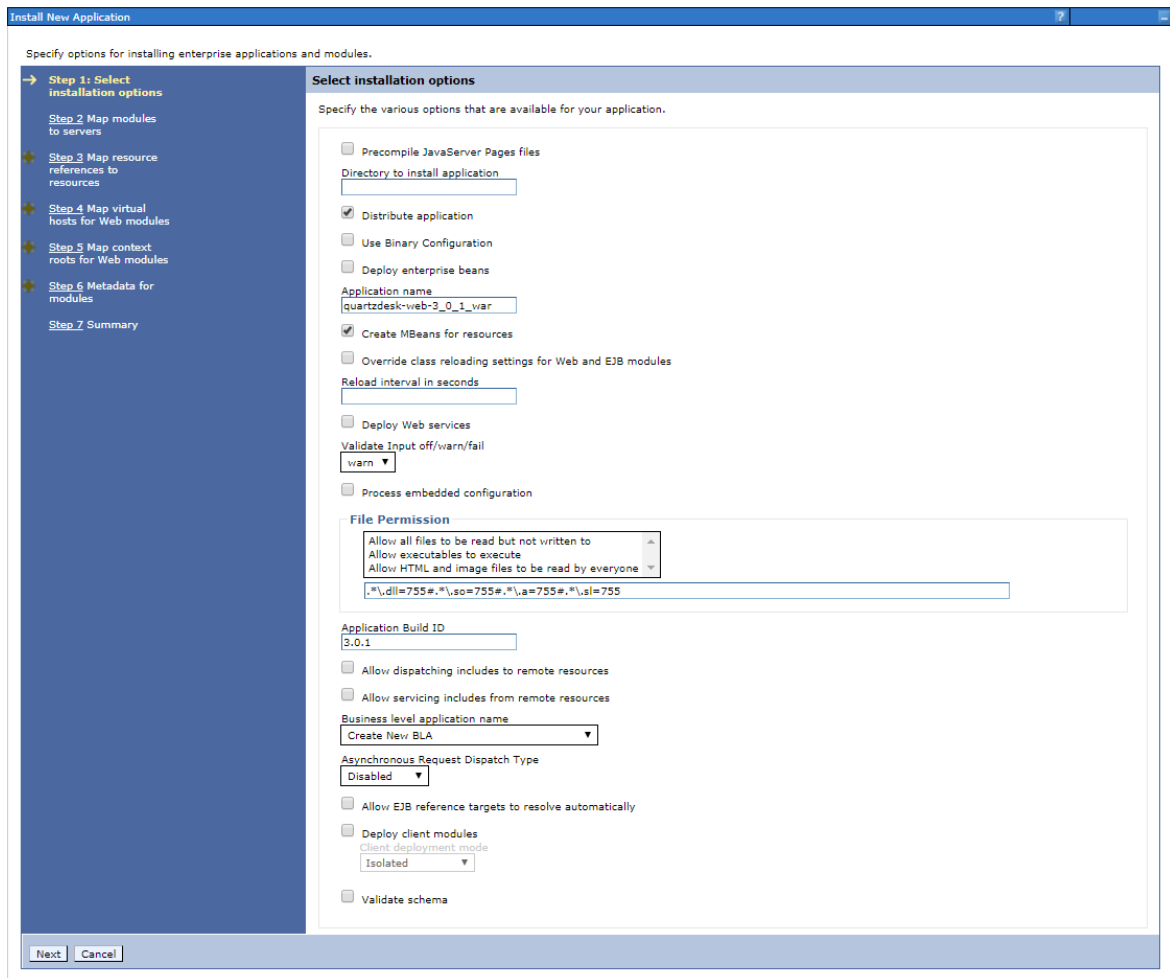 Install New Application
?
Specify options for installing enterprise applications and modules.
Step 1: Select
installation options
Step 2 Map modules
to servers
Step 3 Map resource
references to
resources
Step 4 Map virtual
hosts for Web modules
Step 5 Map context
roots for Web modules
Step 6 Metadata for
modules
Step 7 Summary
Select installation options
Specify the various options that are available for your application.
Precompile JavaServer Pages files
Directory to install application
Distribute application
Use Binary Configuration
Deploy enterprise beans
Application name
quartzdesk-web-3_0_1_war
Create MBeans for resources
Override class reloading settings for Web and EJB modules
Reload interval in seconds
Deploy Web services
Validate Input off/warn/fail
warn
Process embedded configuration
File Permission
Allow all files to be read but not written to
Allow executables to execute
Allow HTML and image files to be read by everyone
.*\.dll=755#.*\.so=755#.*\.a=755#.*\.sl=755
Application Build ID
3.0.1
Allow dispatching includes to remote resources
Allow servicing includes from remote resources
Business level application name
Create New BLA
Asynchronous Request Dispatch Type
Disabled
Allow EJB reference targets to resolve automatically
Deploy client modules
Client deployment mode
Isolated
Validate schema
Next Cancel